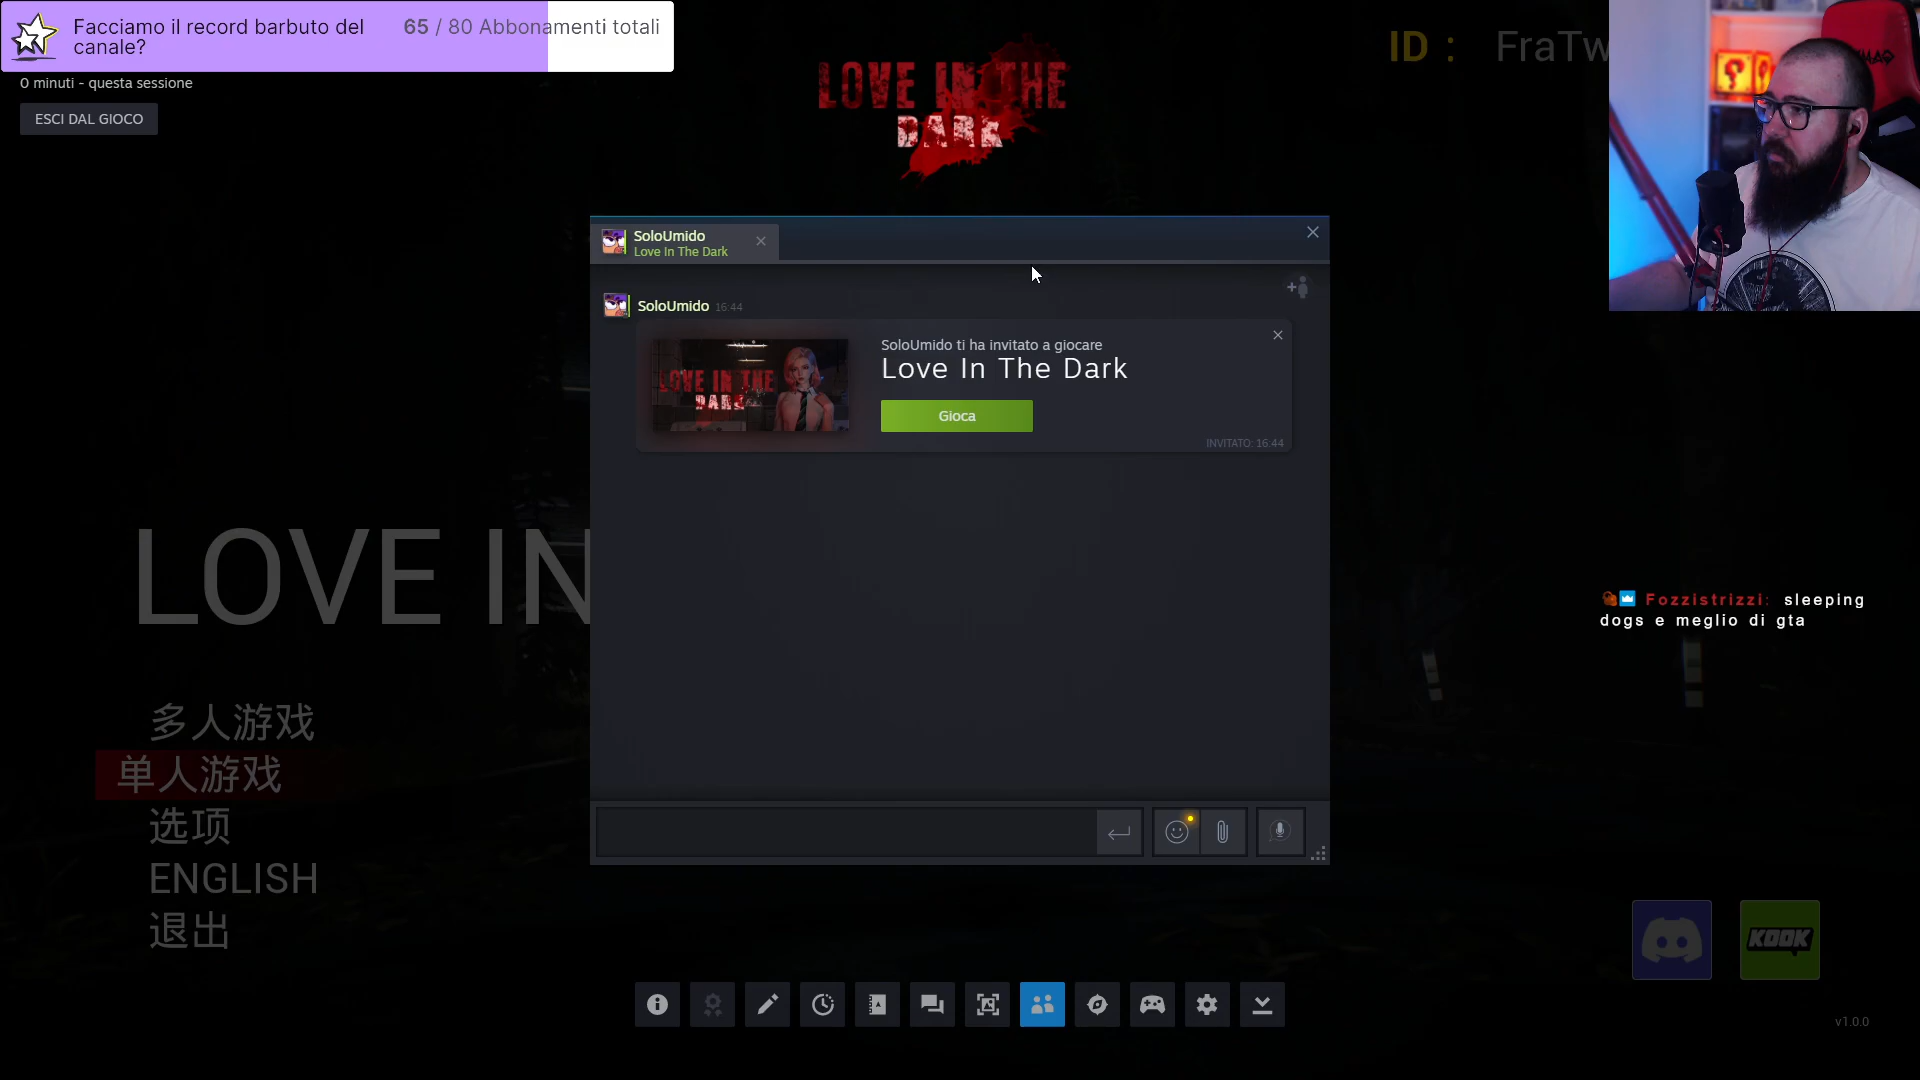 Facciamo il record barbuto del
canale?
65 / 80 Abbonamenti totali
0 minuti - questa sessione
ESCI DAL GIOCO
LOVE IN THE
DARK
ID : FraTw
SoloUmido
Love In The Dark
SoloUmido 16:44
SoloUmido ti ha invitato a giocare
Love In The Dark
LOVE IN THE
DARK
Gioca
INVITATO: 16:44
LOVE IN
多人游戏
单人游戏
选项
ENGLISH
退出
Fozzistrizzi: sleeping
dogs e meglio di gta
KOOK
v1.0.0